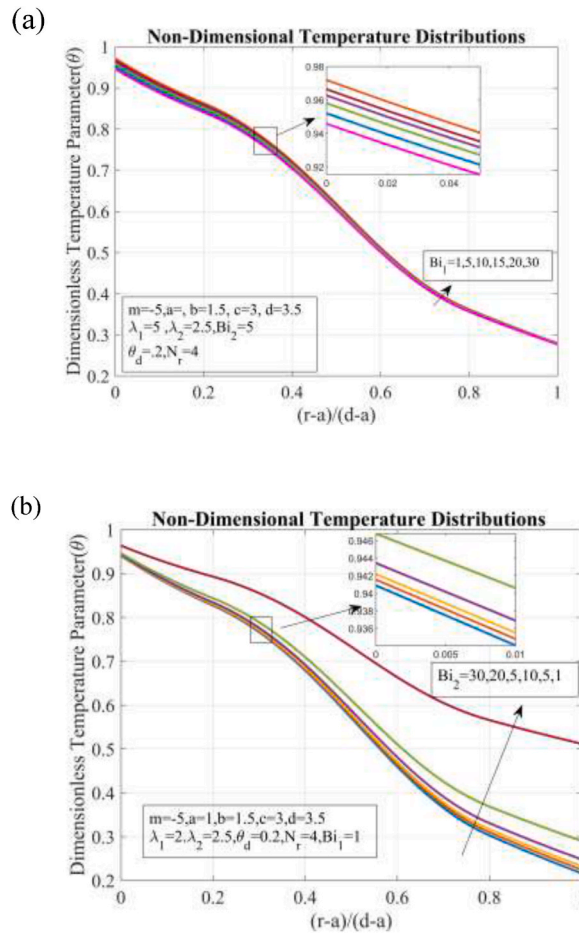 (a)
Non-Dimensional Temperature Distributions
Dimensionless Temperature Parameter(θ)
1
0.9
0.8
0.7
0.6
0.5
0.4
0.3
0.2
0.98
0.96
0.94
0.92
0
0.02
0.04
Bi₁=1,5,10,15,20,30
m=-5,a=, b=1.5, c=3, d=3.5
λ₁=5 ,λ₂=2.5,Bi₂=5
θ_d=.2,N_r=4
0 0.2 0.4 0.6 0.8 1
(r-a)/(d-a)
(b)
Non-Dimensional Temperature Distributions
Dimensionless Temperature Parameter(θ)
1
0.9
0.8
0.7
0.6
0.5
0.4
0.3
0.2
0.946
0.944
0.942
0.94
0.938
0.936
0 0.005 0.01
Bi₂=30,20,5,10,5,1
m=-5,a=1,b=1.5,c=3,d=3.5
λ₁=2,λ₂=2.5,θ_d=0.2,N_r=4,Bi₁=1
0 0.2 0.4 0.6 0.8
(r-a)/(d-a)